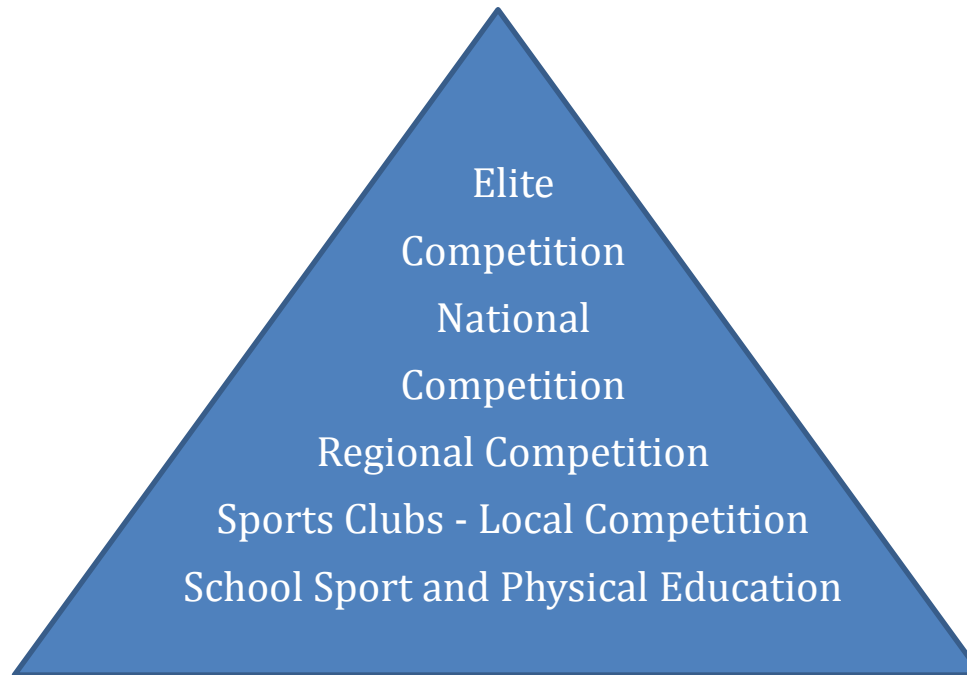 Elite
Competition
National
Competition
Regional Competition
Sports Clubs - Local Competition
School Sport and Physical Education